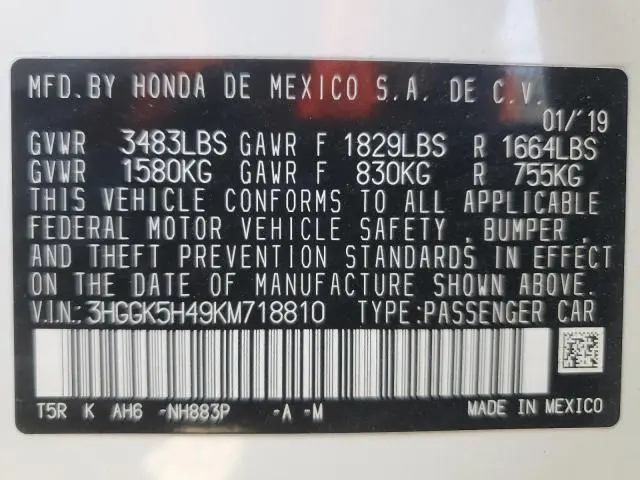 MFD. BY HONDA DE MEXICO S.A. DE C.V.
01/'19
GVWR 3483LBS GAWR F 1829LBS R 1664LBS
GVWR 1580KG GAWR F 830KG R 755KG
THIS VEHICLE CONFORMS TO ALL APPLICABLE
FEDERAL MOTOR VEHICLE SAFETY, BUMPER,
AND THEFT PREVENTION STANDARDS IN EFFECT
ON THE DATE OF MANUFACTURE SHOWN ABOVE.
V.I.N.:3HGGK5H49KM718810 TYPE:PASSENGER CAR
T5R K AH6 -NH883P -A -M
MADE IN MEXICO